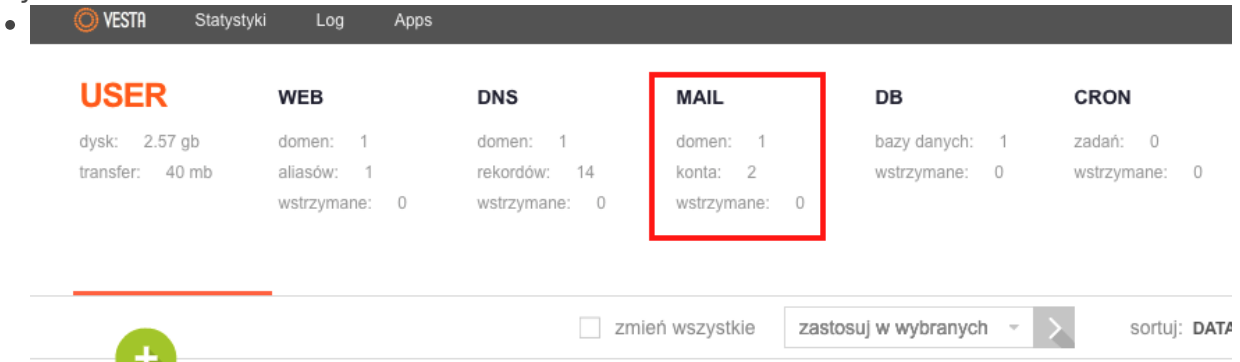 VESTA Statystyki Log Apps
USER WEB DNS MAIL DB CRON
dysk: 2.57 gb domen: 1 domen: 1 domen: 1 bazy danych: 1 zadań: 0
transfer: 40 mb aliasów: 1 rekordów: 14 konta: 2 wstrzymane: 0 wstrzymane: 0
wstrzymane: 0 wstrzymane: 0 wstrzymane: 0
zmień wszystkie zastosuj w wybranych sortuj: DATA